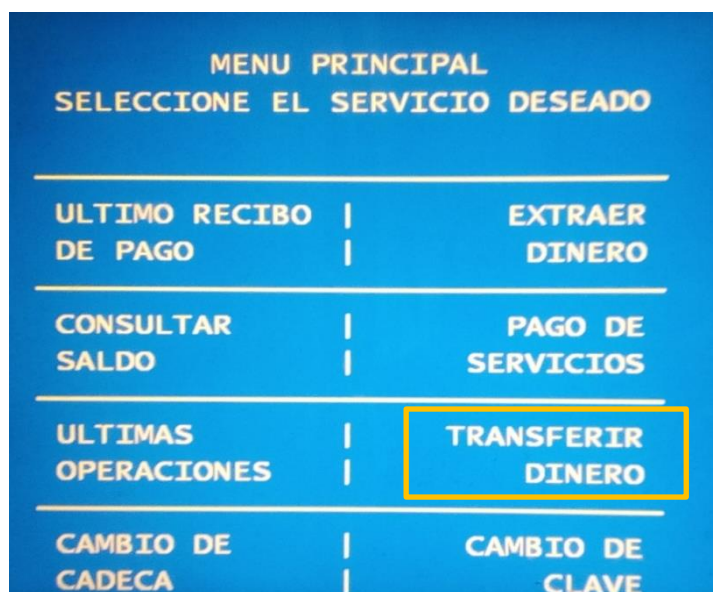 MENU PRINCIPAL
SELECCIONE EL SERVICIO DESEADO
ULTIMO RECIBO | EXTRAER
DE PAGO | DINERO
CONSULTAR | PAGO DE
SALDO | SERVICIOS
ULTIMAS | TRANSFERIR
OPERACIONES | DINERO
CAMBIO DE | CAMBIO DE
CADECA | CLAVE